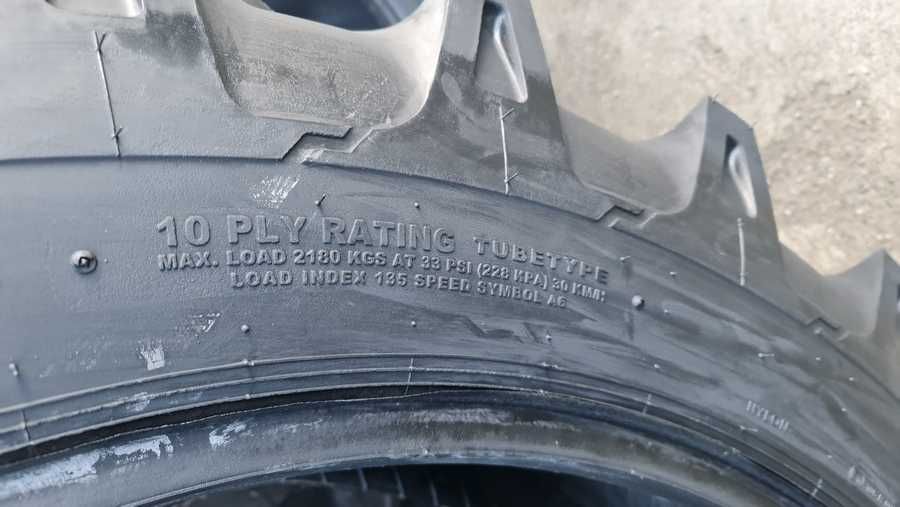 10 PLY RATING TUBETYPE
MAX. LOAD 2180 KGS AT 33 PSI (228 KPA) 30 KM/H
LOAD INDEX 135 SPEED SYMBOL A6
NYLON